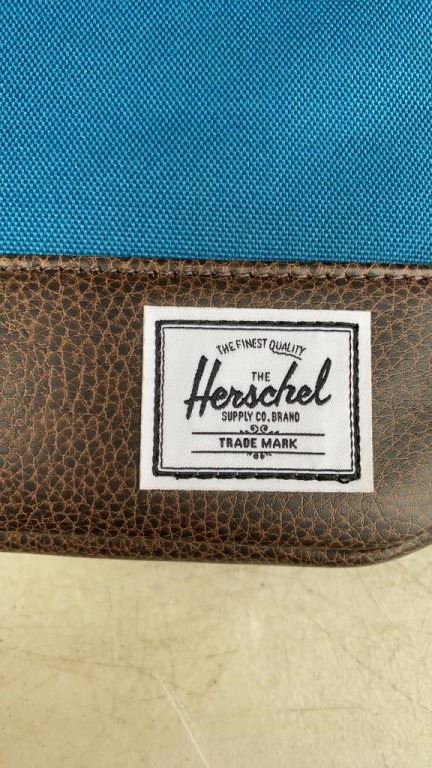 THE FINEST QUALITY
THE
Herschel
SUPPLY CO. BRAND
TRADE MARK